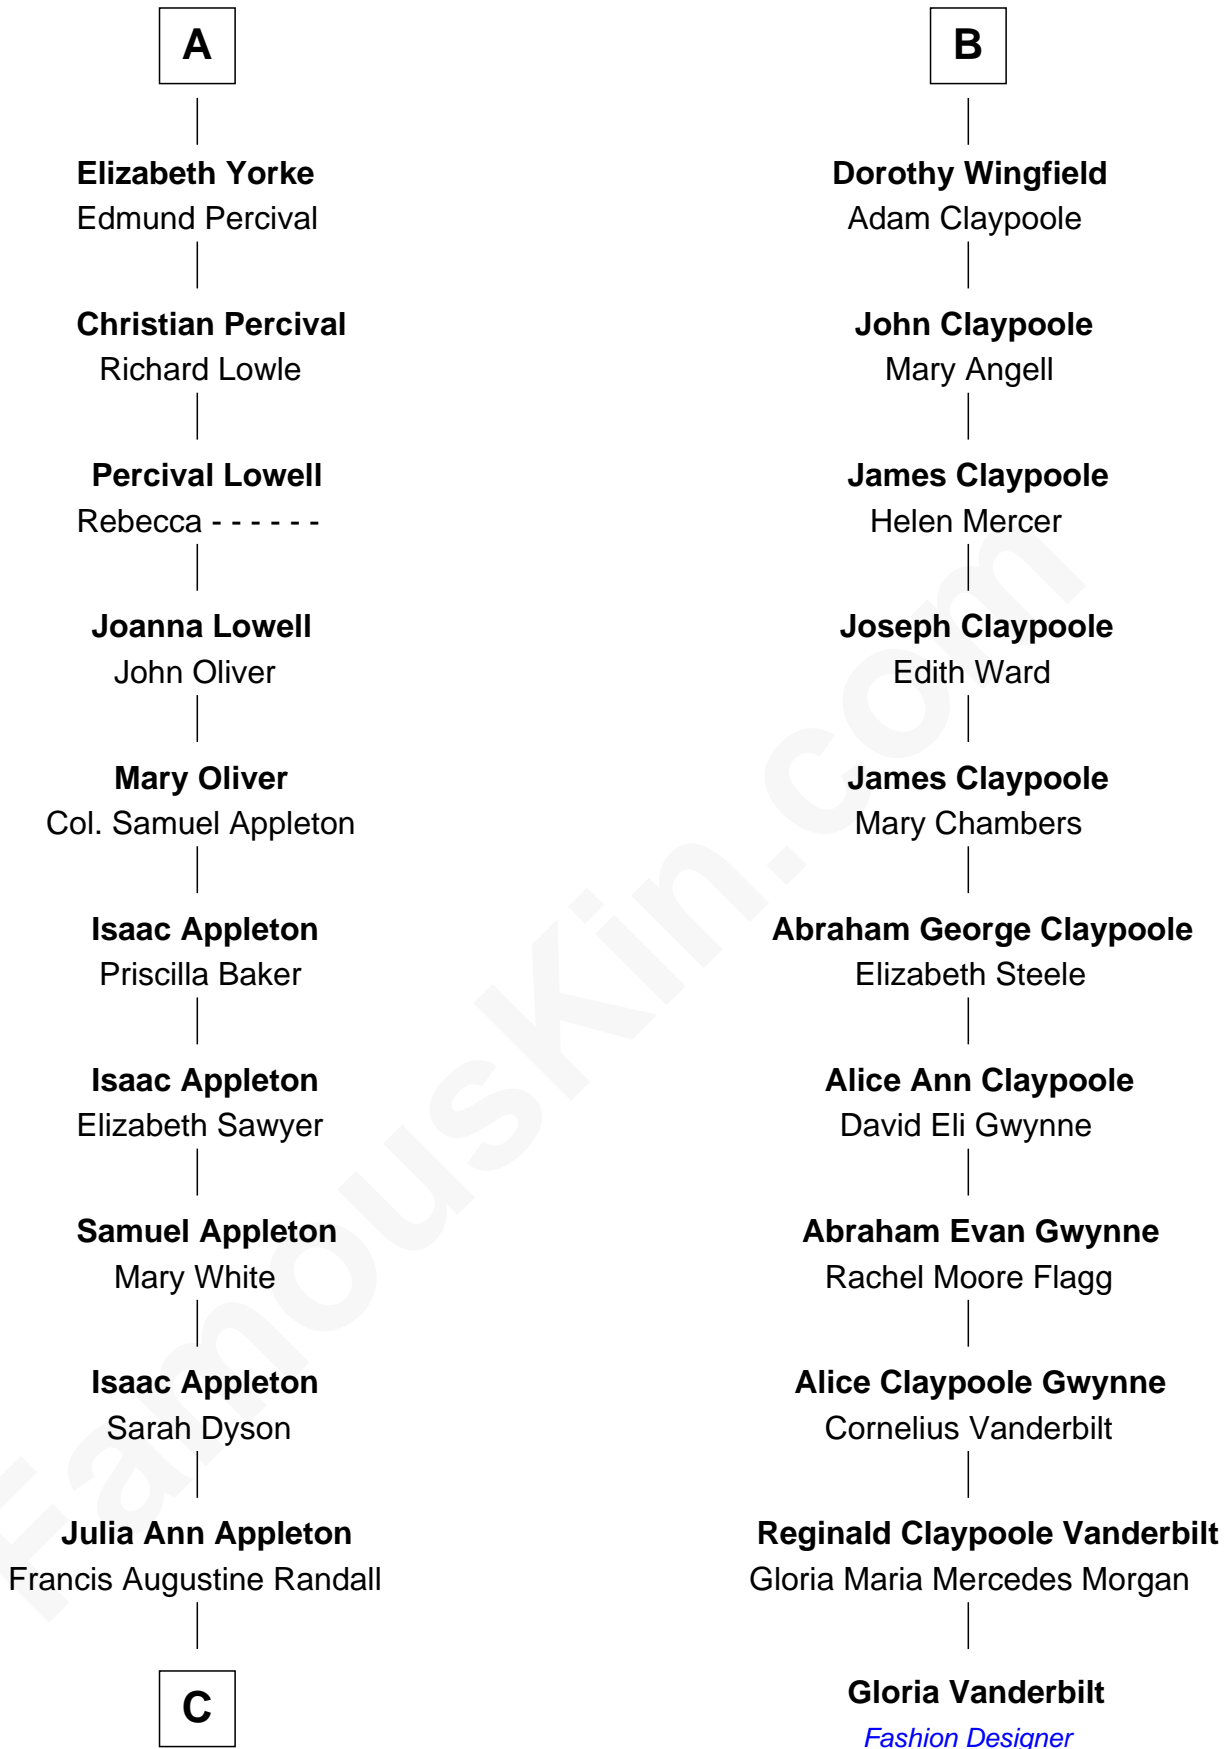 A
Elizabeth Yorke
Edmund Percival
Christian Percival
Richard Lowle
Percival Lowell
Rebecca - - - - - -
Joanna Lowell
John Oliver
Mary Oliver
Col. Samuel Appleton
Isaac Appleton
Priscilla Baker
Isaac Appleton
Elizabeth Sawyer
Samuel Appleton
Mary White
Isaac Appleton
Sarah Dyson
Julia Ann Appleton
Francis Augustine Randall
C
B
Dorothy Wingfield
Adam Claypoole
John Claypoole
Mary Angell
James Claypoole
Helen Mercer
Joseph Claypoole
Edith Ward
James Claypoole
Mary Chambers
Abraham George Claypoole
Elizabeth Steele
Alice Ann Claypoole
David Eli Gwynne
Abraham Evan Gwynne
Rachel Moore Flagg
Alice Claypoole Gwynne
Cornelius Vanderbilt
Reginald Claypoole Vanderbilt
Gloria Maria Mercedes Morgan
Gloria Vanderbilt
Fashion Designer
FamousKin.com